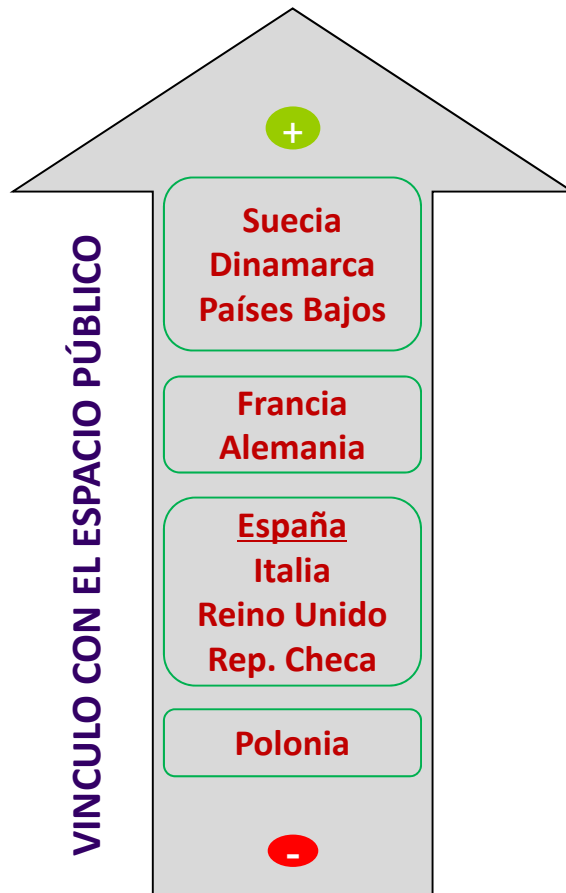 +
Suecia
Dinamarca
Países Bajos
Francia
Alemania
España
Italia
Reino Unido
Rep. Checa
Polonia
-
VINCULO CON EL ESPACIO PÚBLICO